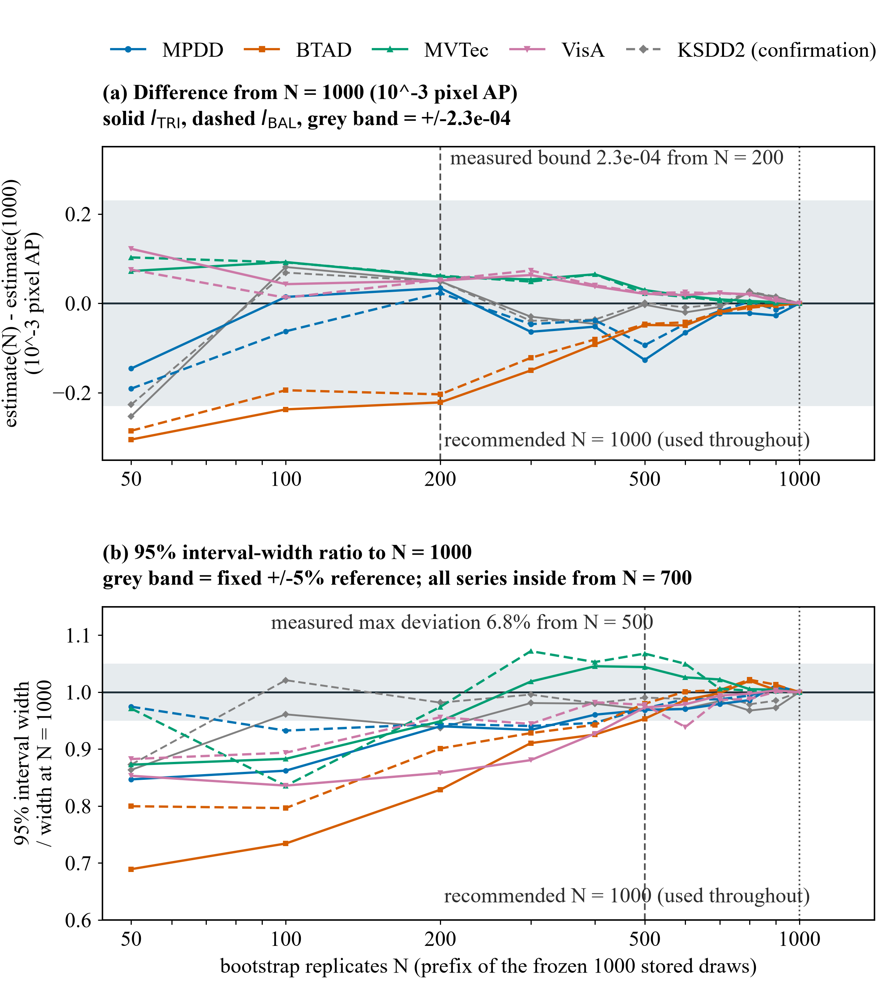 MPDD BTAD MVTec VisA KSDD2 (confirmation)
(a) Difference from N = 1000 (10^-3 pixel AP)
solid I_TRI, dashed I_BAL, grey band = +/-2.3e-04
measured bound 2.3e-04 from N = 200
estimate(N) - estimate(1000)
(10^-3 pixel AP)
0.2
0.0
−0.2
recommended N = 1000 (used throughout)
50 100 200 500 1000
(b) 95% interval-width ratio to N = 1000
grey band = fixed +/-5% reference; all series inside from N = 700
measured max deviation 6.8% from N = 500
95% interval width
/ width at N = 1000
1.1
1.0
0.9
0.8
0.7
0.6
recommended N = 1000 (used throughout)
50 100 200 500 1000
bootstrap replicates N (prefix of the frozen 1000 stored draws)